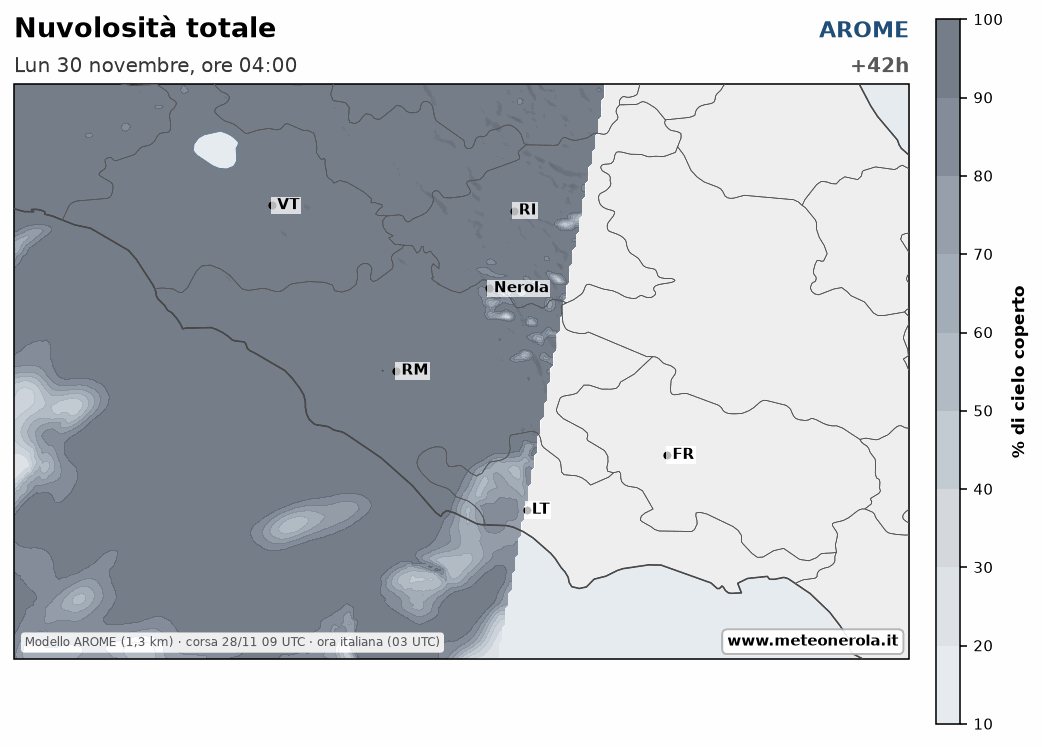 Nuvolosità totale
AROME
Lun 30 novembre, ore 04:00
+42h
100
90
80
70
60
50
40
30
20
10
% di cielo coperto
VT
RI
Nerola
RM
FR
LT
Modello AROME (1,3 km) · corsa 28/11 09 UTC · ora italiana (03 UTC)
www.meteonerola.it